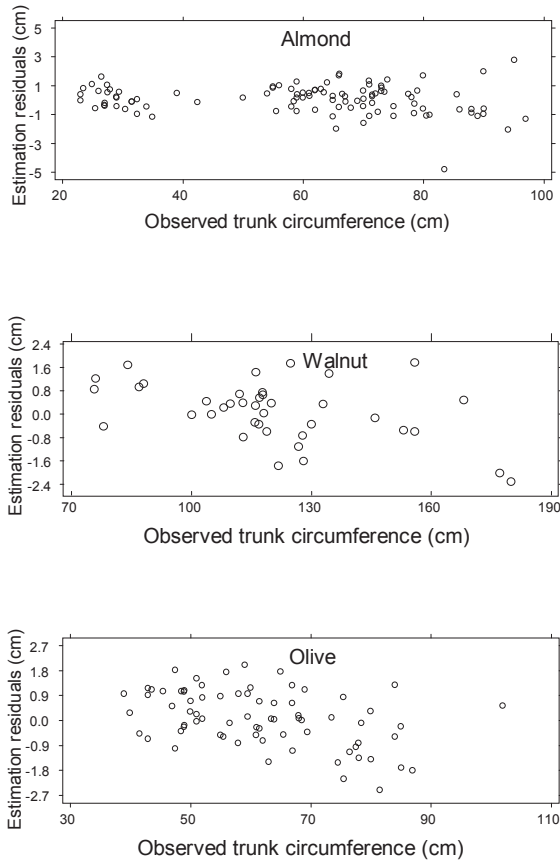 Almond
Estimation residuals (cm)
5
3
1
-1
-3
-5
20 40 60 80 100
Observed trunk circumference (cm)
Walnut
Estimation residuals (cm)
2.4
1.6
0.8
0.0
-0.8
-1.6
-2.4
70 100 130 160 190
Observed trunk circumference (cm)
Olive
Estimation residuals (cm)
2.7
1.8
0.9
0.0
-0.9
-1.8
-2.7
30 50 70 90 110
Observed trunk circumference (cm)